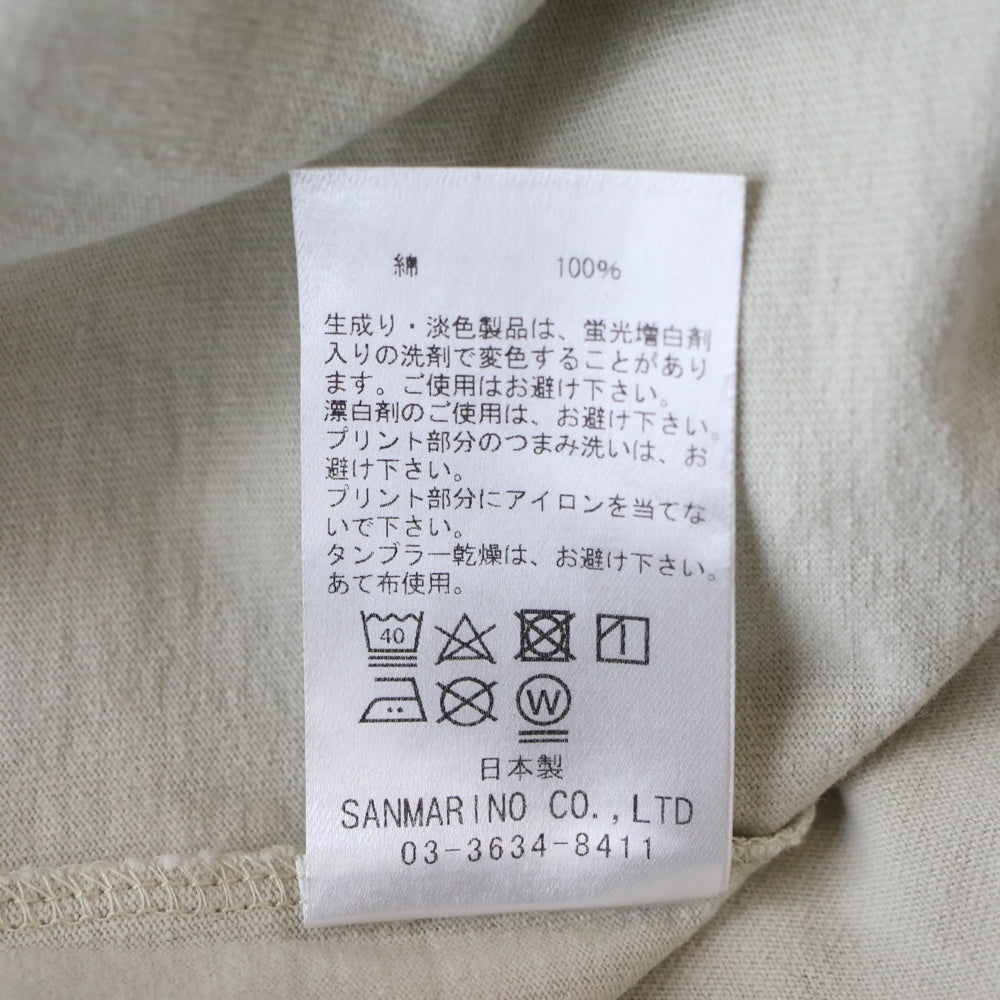 綿 100%
生成り・淡色製品は、蛍光増白剤
入りの洗剤で変色することがあり
ます。ご使用はお避け下さい。
漂白剤のご使用は、お避け下さい。
プリント部分のつまみ洗いは、お
避け下さい。
プリント部分にアイロンを当てな
いで下さい。
タンブラー乾燥は、お避け下さい。
あて布使用。
40
W
日本製
SANMARINO CO.,LTD
03-3634-8411